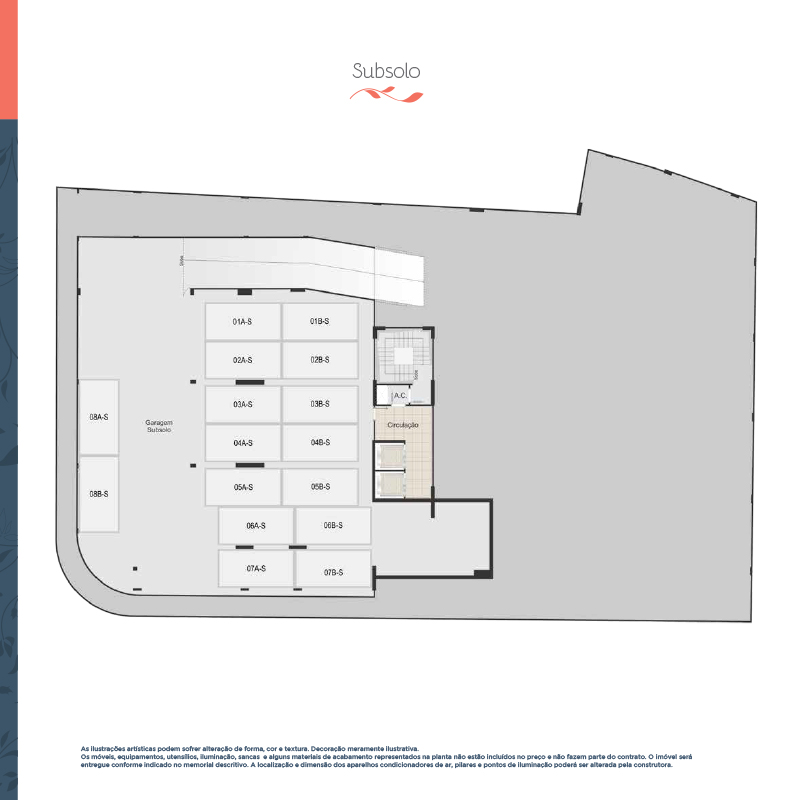 Subsolo
Sobe
01A-S
01B-S
02A-S
02B-S
Sobe
03A-S
03B-S
A.C.
08A-S
Garagem
Subsolo
Circulação
04A-S
04B-S
05A-S
05B-S
08B-S
06A-S
06B-S
07A-S
07B-S
As ilustrações artísticas podem sofrer alteração de forma, cor e textura. Decoração meramente ilustrativa.
Os móveis, equipamentos, utensílios, iluminação, sancas e alguns materiais de acabamento representados na planta não estão incluídos no preço e não fazem parte do contrato. O imóvel será
entregue conforme indicado no memorial descritivo. A localização e dimensão dos aparelhos condicionadores de ar, pilares e pontos de iluminação poderá ser alterada pela construtora.